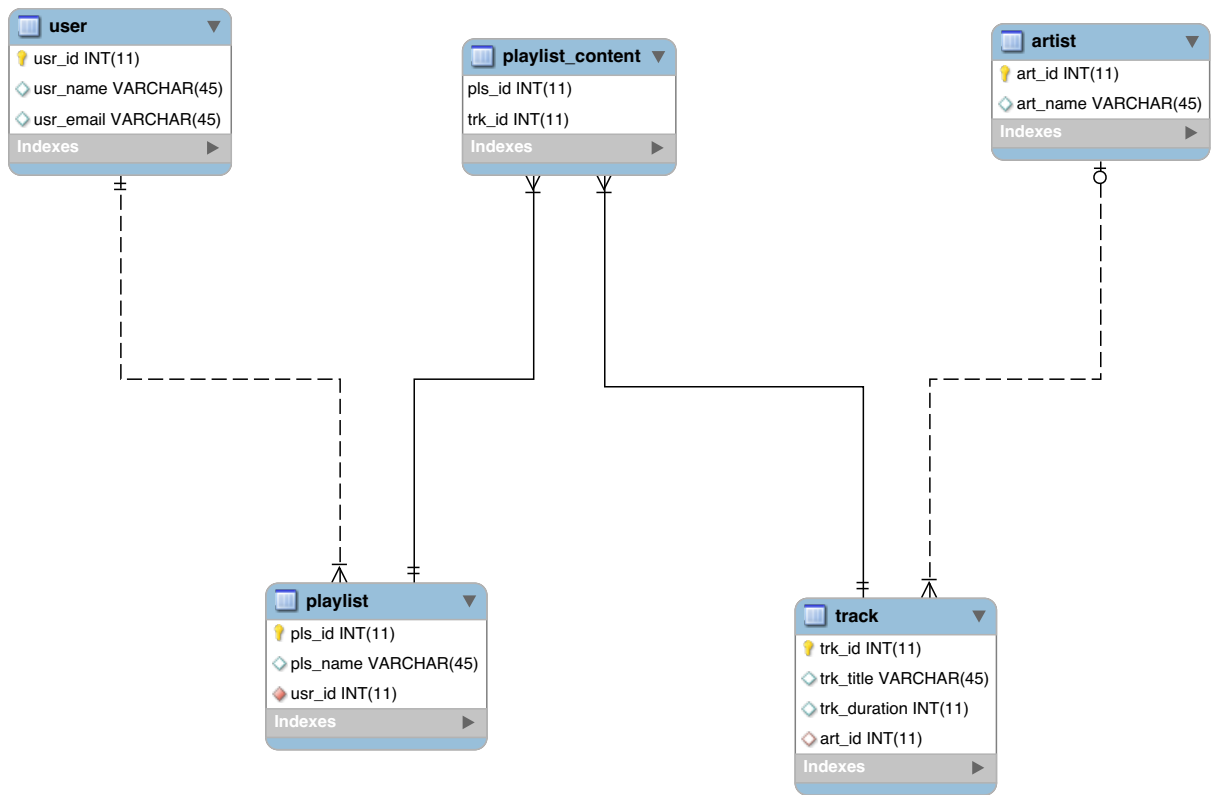 user
usr_id INT(11)
usr_name VARCHAR(45)
usr_email VARCHAR(45)
Indexes
playlist_content
pls_id INT(11)
trk_id INT(11)
Indexes
artist
art_id INT(11)
art_name VARCHAR(45)
Indexes
playlist
pls_id INT(11)
pls_name VARCHAR(45)
usr_id INT(11)
Indexes
track
trk_id INT(11)
trk_title VARCHAR(45)
trk_duration INT(11)
art_id INT(11)
Indexes